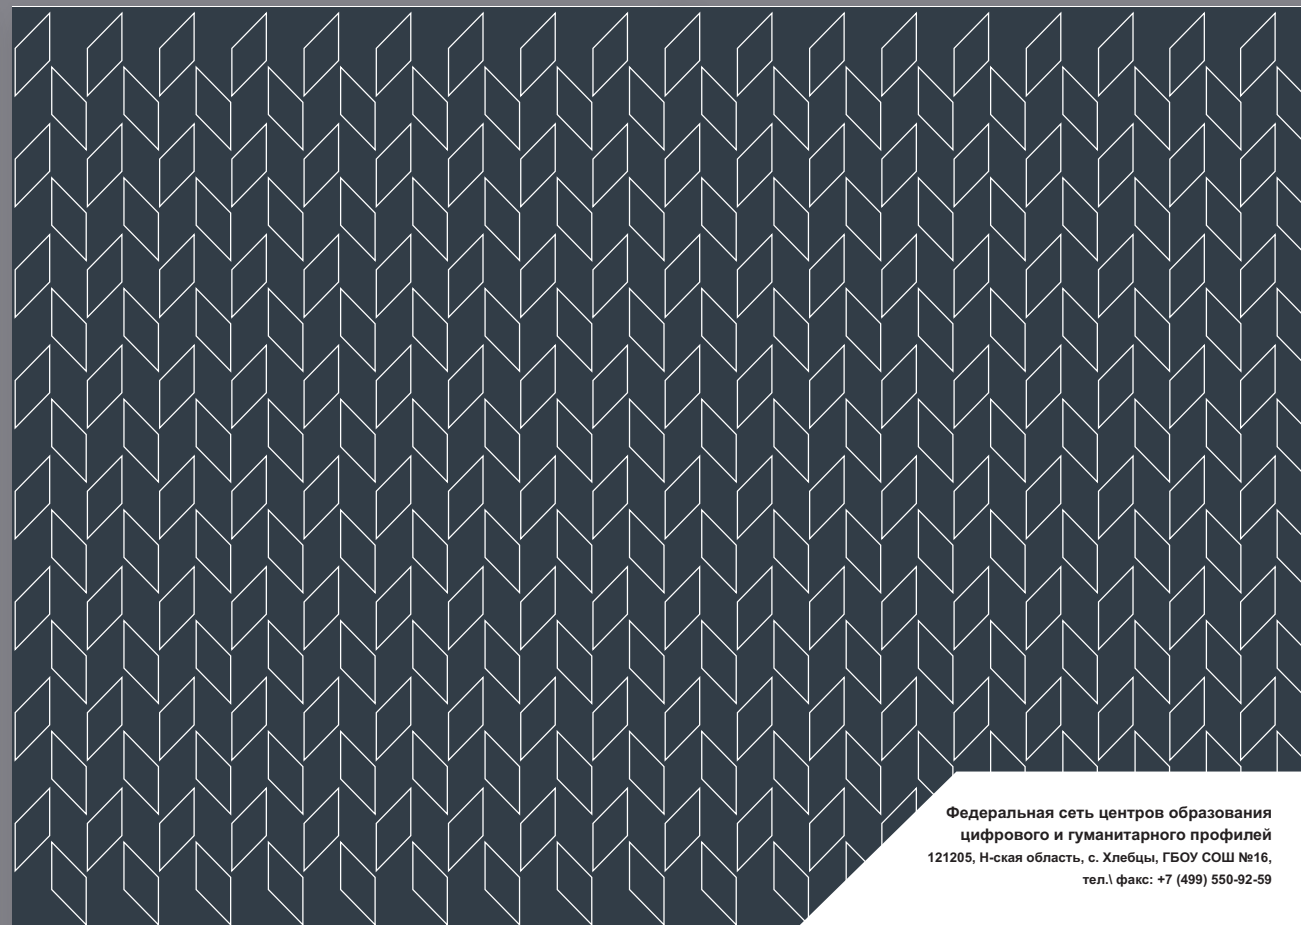 Федеральная сеть центров образования
цифрового и гуманитарного профилей
121205, Н-ская область, с. Хлебцы, ГБОУ СОШ №16,
тел.\ факс: +7 (499) 550-92-59